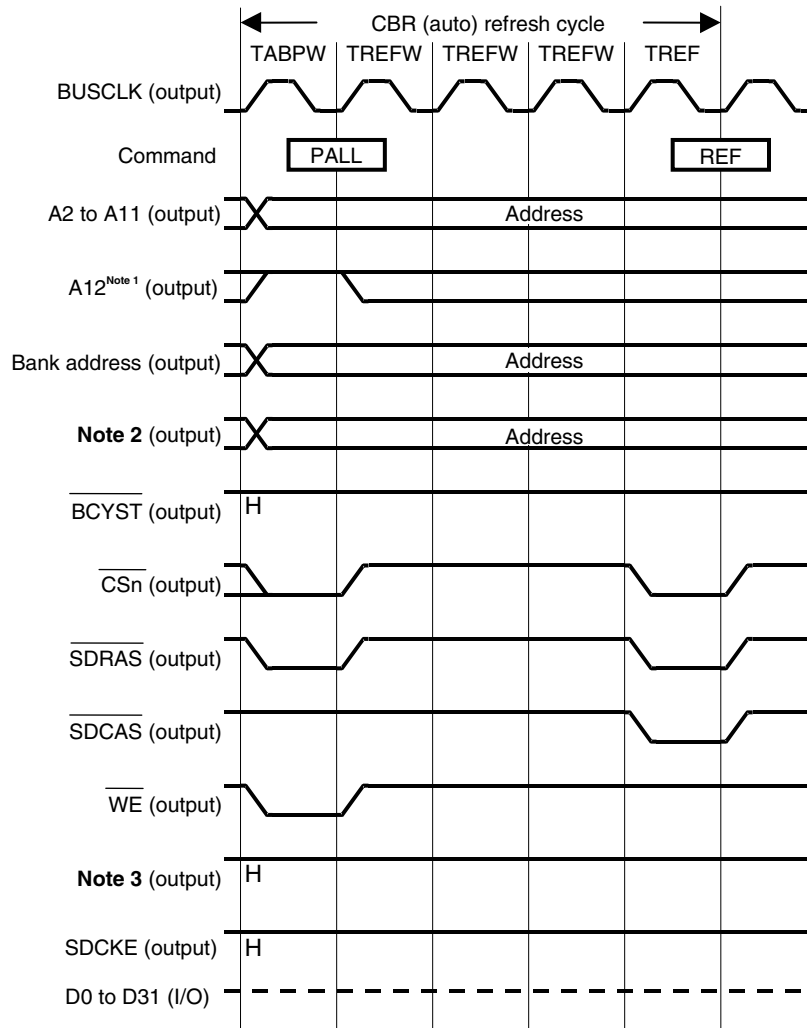 CBR (auto) refresh cycle
TABPW TREFW TREFW TREFW TREF
BUSCLK (output)
Command PALL REF
A2 to A11 (output) Address
A12Note 1 (output)
Bank address (output) Address
Note 2 (output) Address
BCYST (output) H
CSn (output)
SDRAS (output)
SDCAS (output)
WE (output)
Note 3 (output) H
SDCKE (output) H
D0 to D31 (I/O)